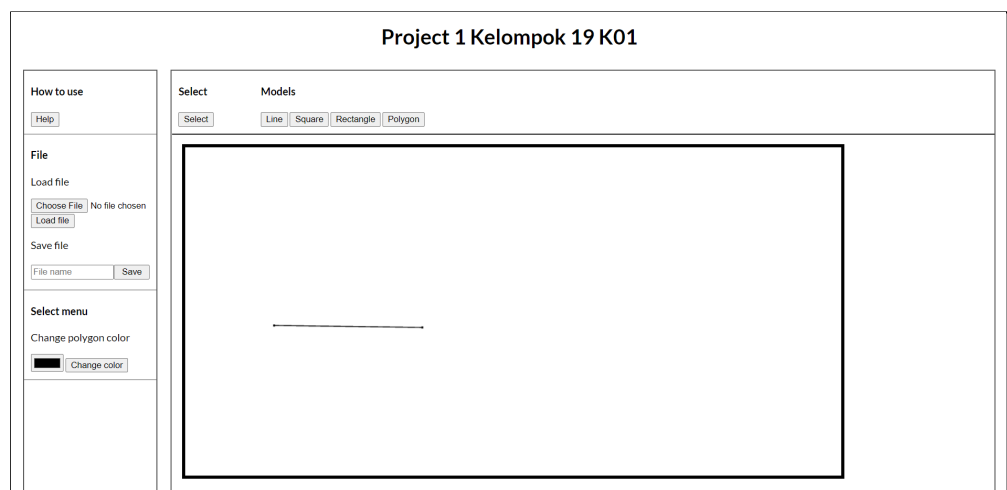 Project 1 Kelompok 19 K01
How to use
Help
File
Load file
Choose File No file chosen
Load file
Save file
File name Save
Select menu
Change polygon color
Change color
Select Models
Select Line Square Rectangle Polygon